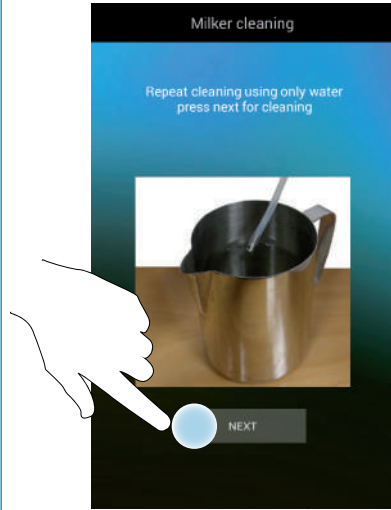 Milker cleaning
Repeat cleaning using only water
press next for cleaning
NEXT